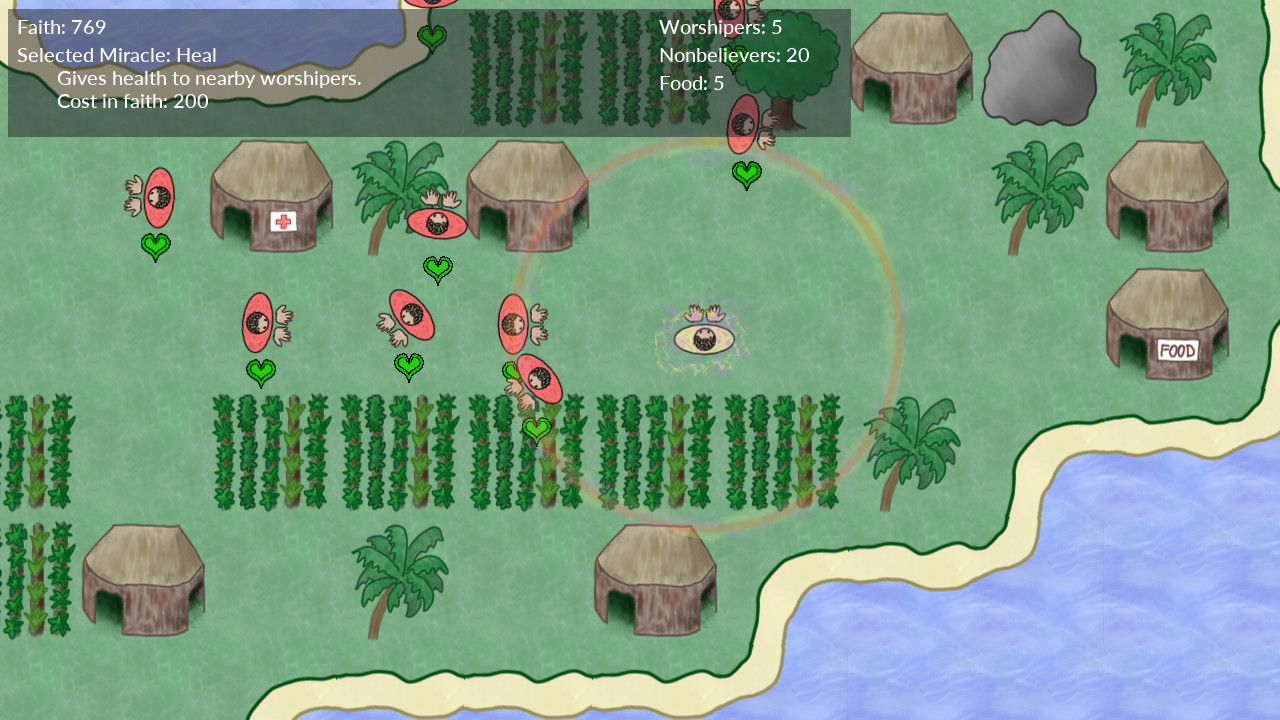 Faith: 769
Selected Miracle: Heal
Gives health to nearby worshipers.
Cost in faith: 200
Worshipers: 5
Nonbelievers: 20
Food: 5
FOOD